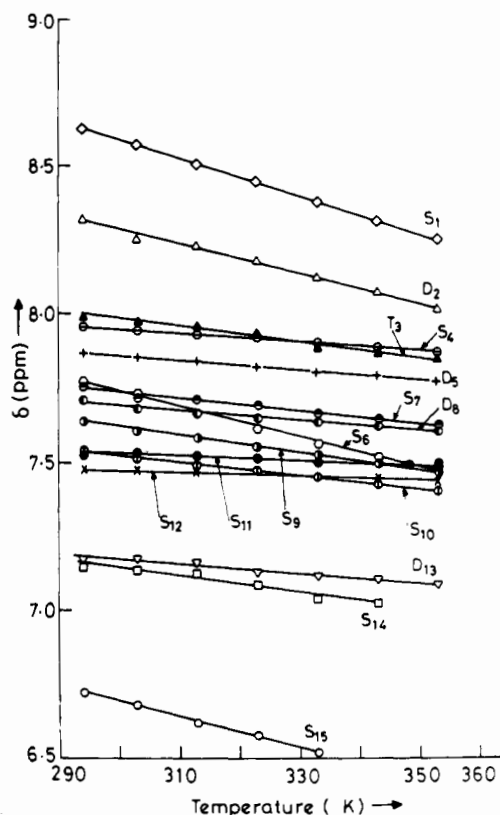 9.0
8.5
8.0
7.5
7.0
6.5
δ (ppm) →
S1
D2
T3
S4
D5
S7
D8
S6
S12
S11
S9
S10
D13
S14
S15
290
310
330
350
360
Temperature ( K) →